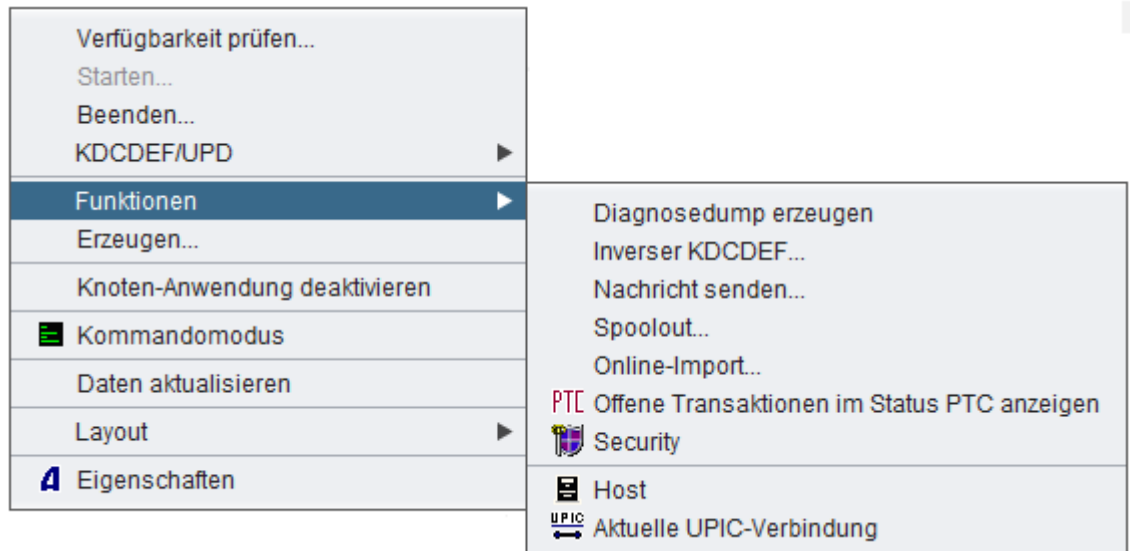 Verfügbarkeit prüfen...
Starten...
Beenden...
KDCDEF/UPD
Funktionen
Erzeugen...
Knoten-Anwendung deaktivieren
Kommandomodus
Daten aktualisieren
Layout
Eigenschaften
Diagnosedump erzeugen
Inverser KDCDEF...
Nachricht senden...
Spoolout...
Online-Import...
PTC Offene Transaktionen im Status PTC anzeigen
Security
Host
UPIC Aktuelle UPIC-Verbindung